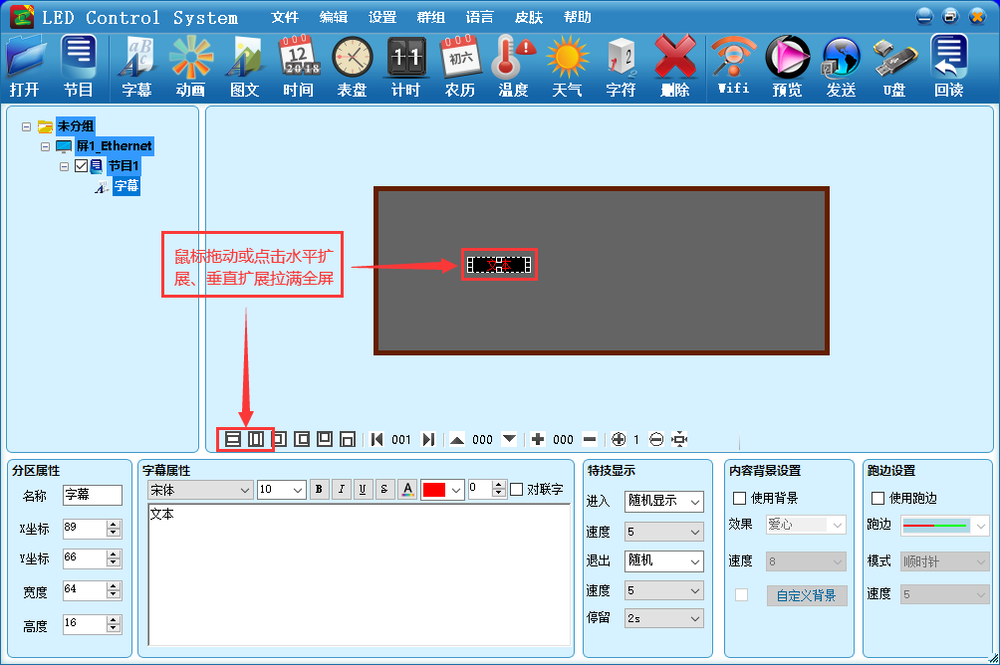 LED Control System 文件 编辑 设置 群组 语言 皮肤 帮助
12 2018 11 初六 2
打开 节目 字幕 动画 图文 时间 表盘 计时 农历 温度 天气 字符 删除 Wifi 预览 发送 U盘 回读
未分组
屏1_Ethernet
节目1
字幕
鼠标拖动或点击水平扩
展、垂直扩展拉满全屏
文本
001 000 000 1
分区属性
名称 字幕
X坐标 89
Y坐标 66
宽度 64
高度 16
字幕属性
宋体 10 B I U S A 0 对联字
文本
特技显示
进入 随机显示
速度 5
退出 随机
速度 5
停留 2s
内容背景设置
使用背景
效果 爱心
速度 8
自定义背景
跑边设置
使用跑边
跑边
模式 顺时针
速度 5